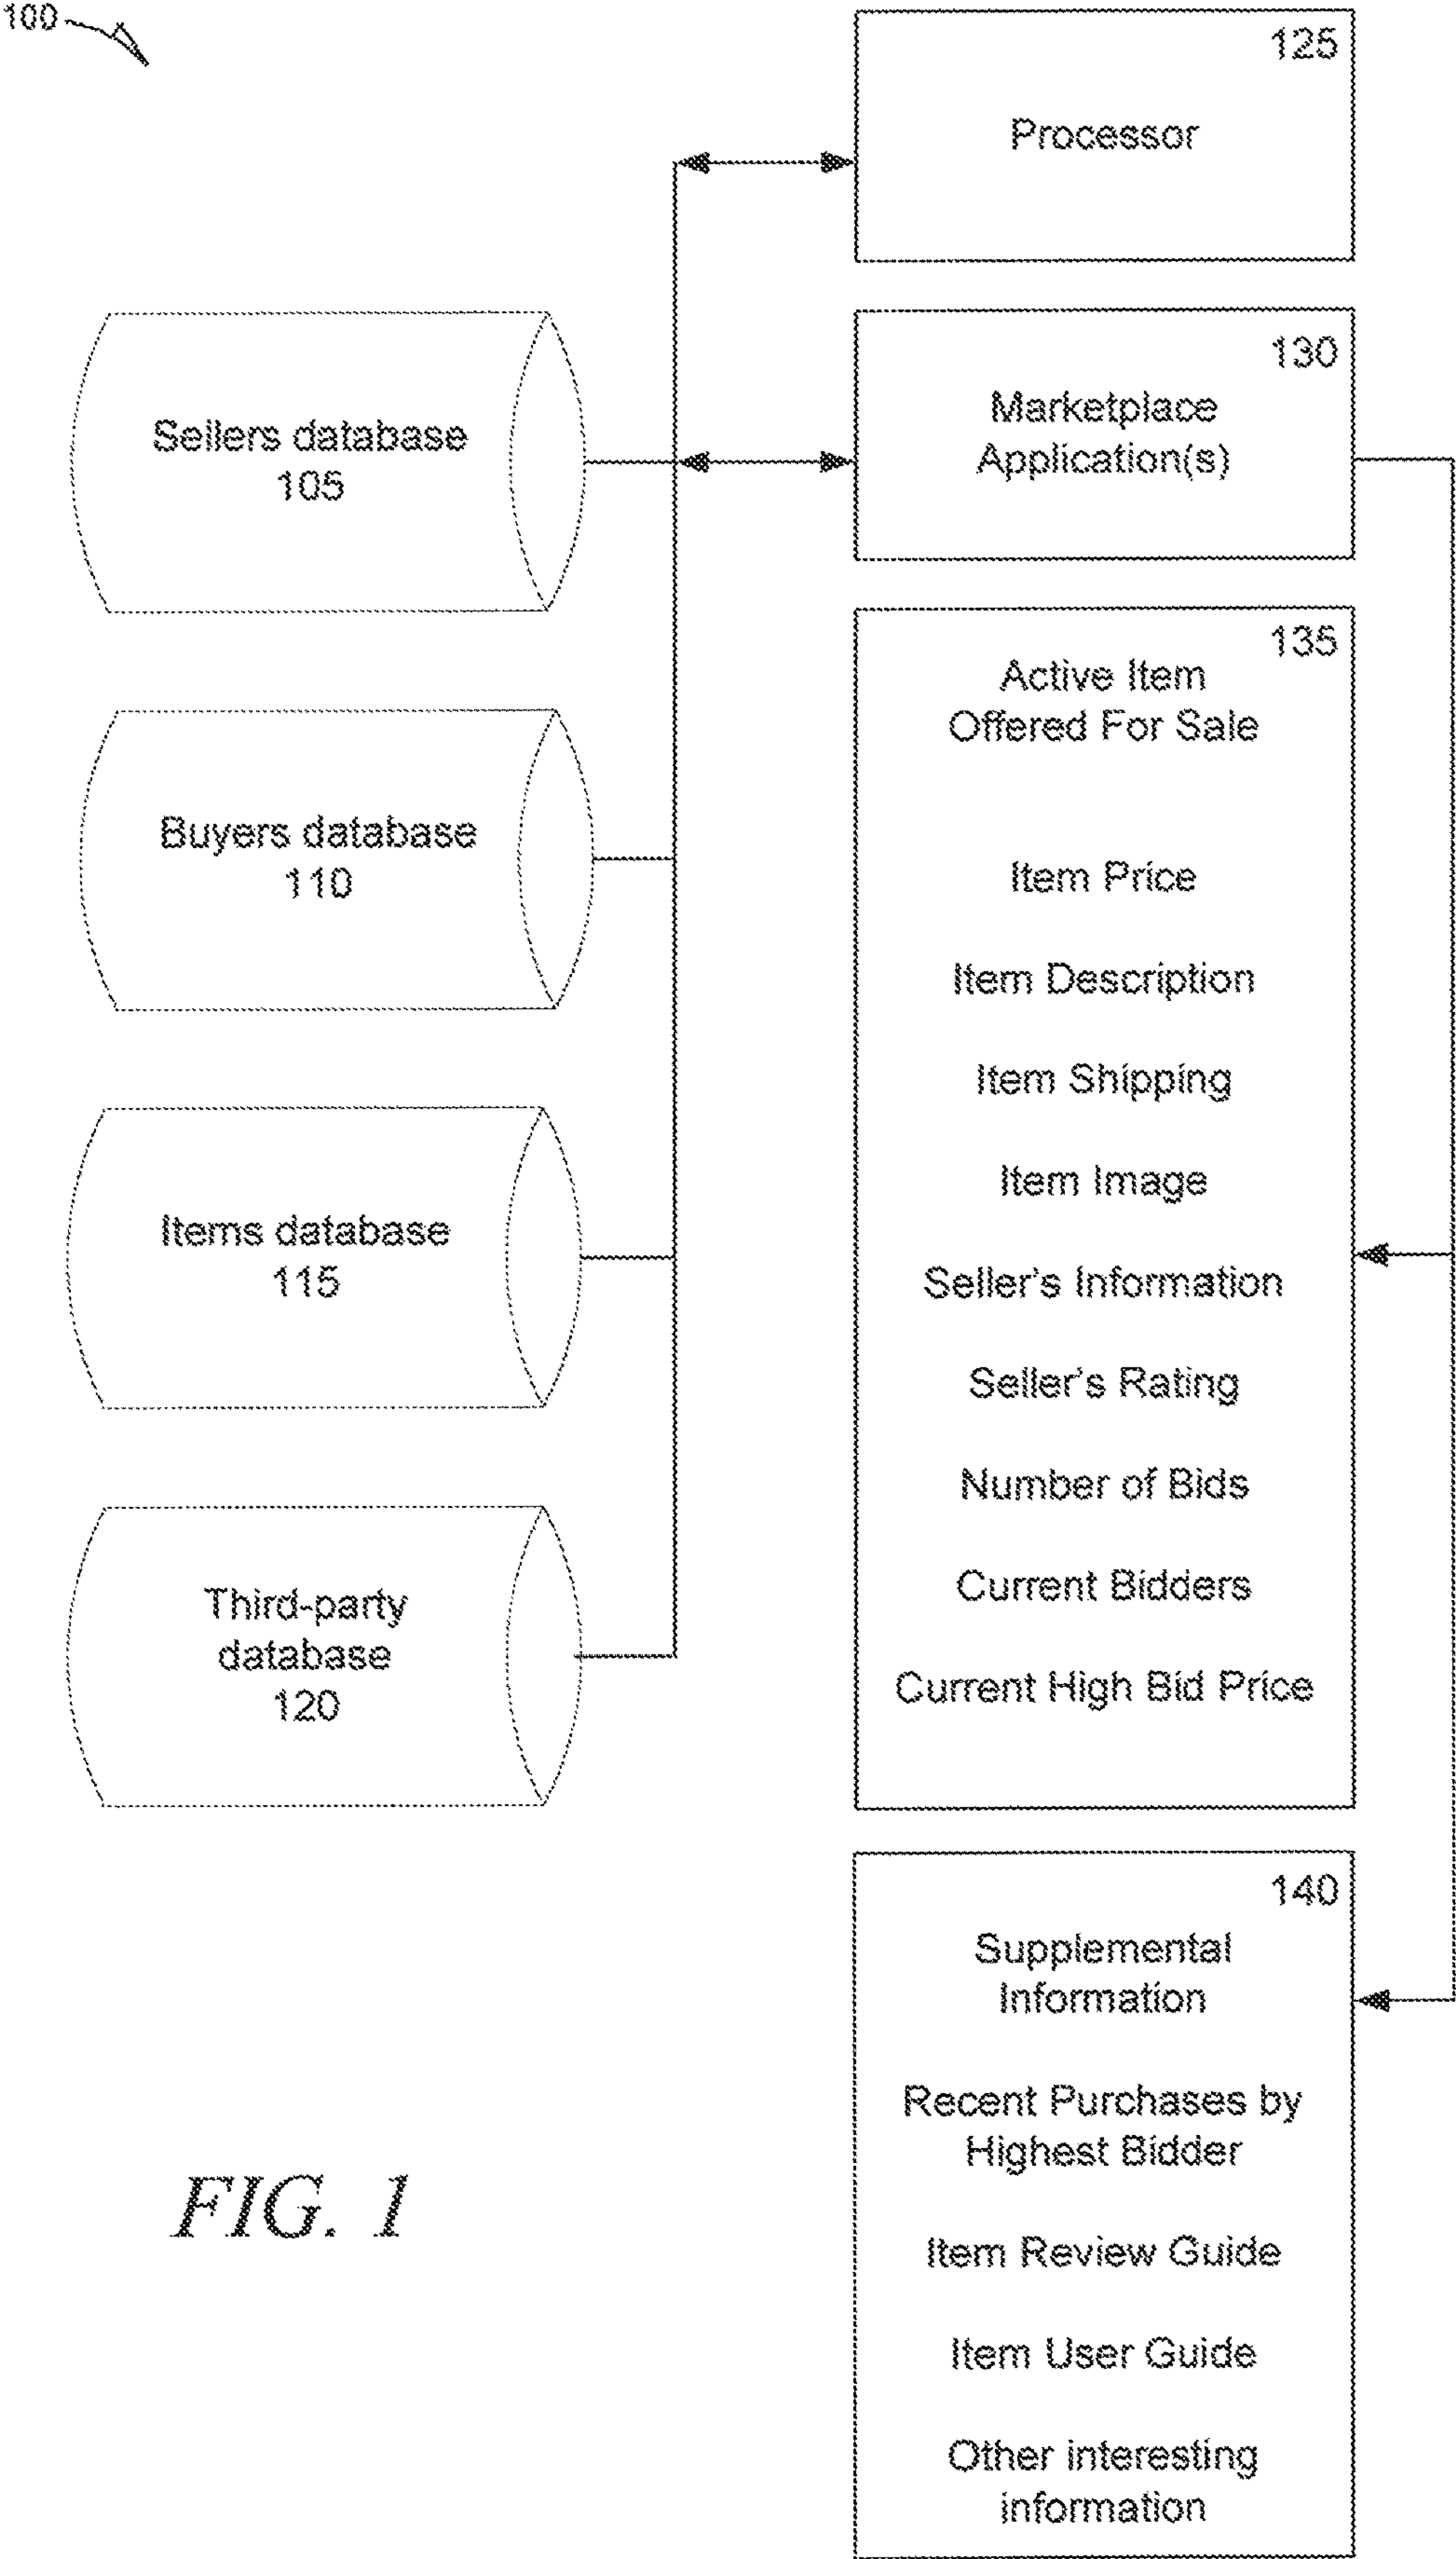 100
125
Processor
130
Marketplace
Application(s)
Sellers database
105
135
Active Item
Offered For Sale
Buyers database
110
Item Price
Item Description
Item Shipping
Item Image
Items database
115
Seller's Information
Seller's Rating
Number of Bids
Current Bidders
Current High Bid Price
Third-party
database
120
140
Supplemental
Information
Recent Purchases by
Highest Bidder
Item Review Guide
Item User Guide
Other interesting
information
FIG. 1